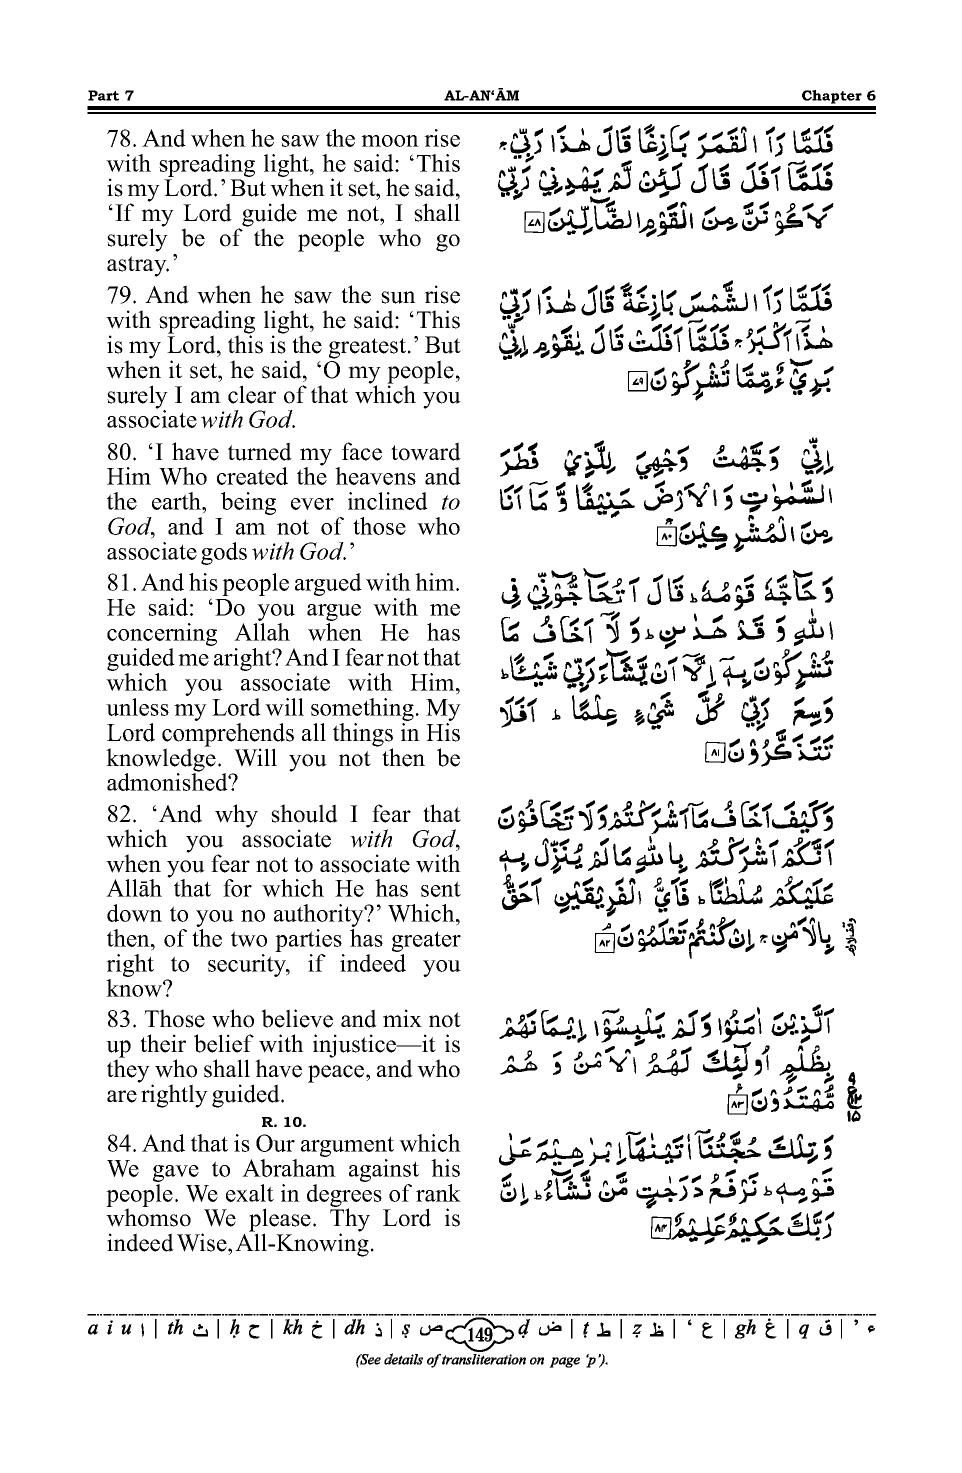 Part 7
AL-AN‘ĀM
Chapter 6
78. And when he saw the moon rise
with spreading light, he said: ‘This
is my Lord.’ But when it set, he said,
‘If my Lord guide me not, I shall
surely be of the people who go
astray.’
فَلَمَّا رَاَ الْقَمَرَ بَازِغًا قَالَ هٰذَا رَبِّيْ ۚ
فَلَمَّاۤ اَفَلَ قَالَ لَئِنْ لَّمْ يَهْدِنِيْ رَبِّيْ
لَاَكُوْنَنَّ مِنَ الْقَوْمِ الضَّآلِّيْنَ ۷۸
79. And when he saw the sun rise
with spreading light, he said: ‘This
is my Lord, this is the greatest.’ But
when it set, he said, ‘O my people,
surely I am clear of that which you
associate with God.
فَلَمَّا رَاَ الشَّمْسَ بَازِغَةً قَالَ هٰذَا رَبِّيْ
هٰذَاۤ اَكْبَرُ ۚ فَلَمَّاۤ اَفَلَتْ قَالَ يٰقَوْمِ اِنِّيْ
بَرِيْٓءٌ مِّمَّا تُشْرِكُوْنَ ۷۹
80. ‘I have turned my face toward
Him Who created the heavens and
the earth, being ever inclined to
God, and I am not of those who
associate gods with God.’
اِنِّيْ وَجَّهْتُ وَجْهِيَ لِلَّذِيْ فَطَرَ
السَّمٰوٰتِ وَ الْاَرْضَ حَنِيْفًا وَّ مَاۤ اَنَا
مِنَ الْمُشْرِكِيْنَ ۸۰
81. And his people argued with him.
He said: ‘Do you argue with me
concerning Allah when He has
guided me aright? And I fear not that
which you associate with Him,
unless my Lord will something. My
Lord comprehends all things in His
knowledge. Will you not then be
admonished?
وَ حَآجَّهٗ قَوْمُهٗ ؕ قَالَ اَتُحَآجُّوْٓنِّيْ فِى
اللّٰهِ وَ قَدْ هَدٰىنِ ؕ وَ لَاۤ اَخَافُ مَا
تُشْرِكُوْنَ بِهٖۤ اِلَّاۤ اَنْ يَّشَآءَ رَبِّيْ شَيْئًا ؕ
وَسِعَ رَبِّيْ كُلَّ شَيْءٍ عِلْمًا ؕ اَفَلَا
تَتَذَكَّرُوْنَ ۸۱
82. ‘And why should I fear that
which you associate with God,
when you fear not to associate with
Allāh that for which He has sent
down to you no authority?’ Which,
then, of the two parties has greater
right to security, if indeed you
know?
وَكَيْفَ اَخَافُ مَاۤ اَشْرَكْتُمْ وَلَا تَخَافُوْنَ
اَنَّكُمْ اَشْرَكْتُمْ بِاللّٰهِ مَا لَمْ يُنَزِّلْ بِهٖ
عَلَيْكُمْ سُلْطٰنًا ؕ فَاَيُّ الْفَرِيْقَيْنِ اَحَقُّ
بِالْاَمْنِ ۚ اِنْ كُنْتُمْ تَعْلَمُوْنَ ۸۲
83. Those who believe and mix not
up their belief with injustice—it is
they who shall have peace, and who
are rightly guided.
اَلَّذِيْنَ اٰمَنُوْا وَلَمْ يَلْبِسُوْۤا اِيْمَانَهُمْ
بِظُلْمٍ اُولٰٓئِكَ لَهُمُ الْاَمْنُ وَ هُمْ
مُّهْتَدُوْنَ ۸۳
R. 10.
84. And that is Our argument which
We gave to Abraham against his
people. We exalt in degrees of rank
whomso We please. Thy Lord is
indeed Wise, All-Knowing.
وَتِلْكَ حُجَّتُنَاۤ اٰتَيْنٰهَاۤ اِبْرٰهِيْمَ عَلٰى
قَوْمِهٖ ؕ نَرْفَعُ دَرَجٰتٍ مَّنْ نَّشَآءُ ؕ اِنَّ
رَبَّكَ حَكِيْمٌ عَلِيْمٌ ۸۴
a i u ا | th ث | ḥ ح | kh خ | dh ذ | ṣ ص 149 ḍ ض | ṭ ط | ẓ ظ | ‘ ع | gh غ | q ق | ’ ء
(See details of transliteration on page ‘p’).